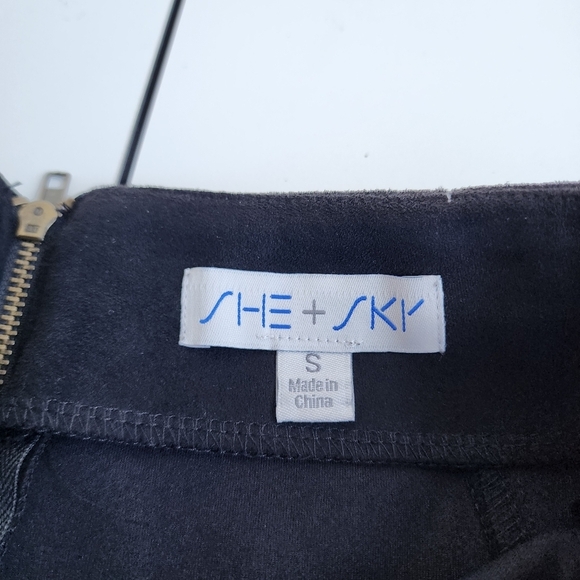 SHE + SKY
S
Made in
China